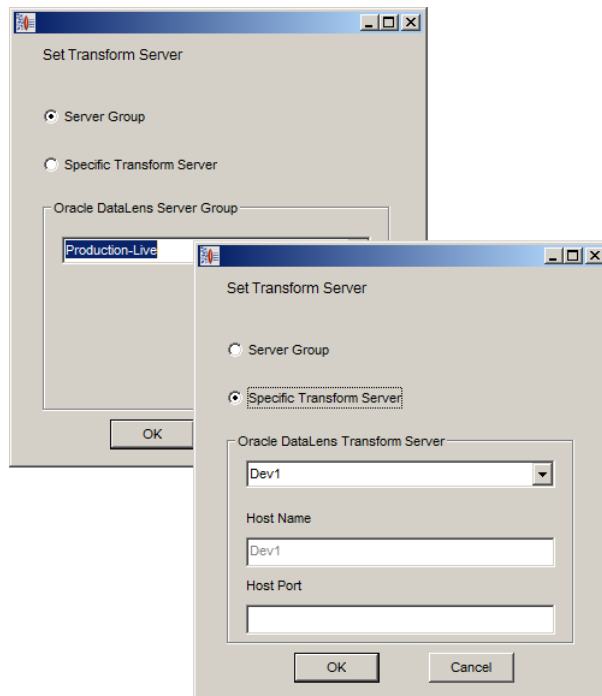 Set Transform Server
Server Group
Specific Transform Server
Oracle DataLens Server Group
Production-Live
OK
Set Transform Server
Server Group
Specific Transform Server
Oracle DataLens Transform Server
Dev1
Host Name
Dev1
Host Port
OK
Cancel